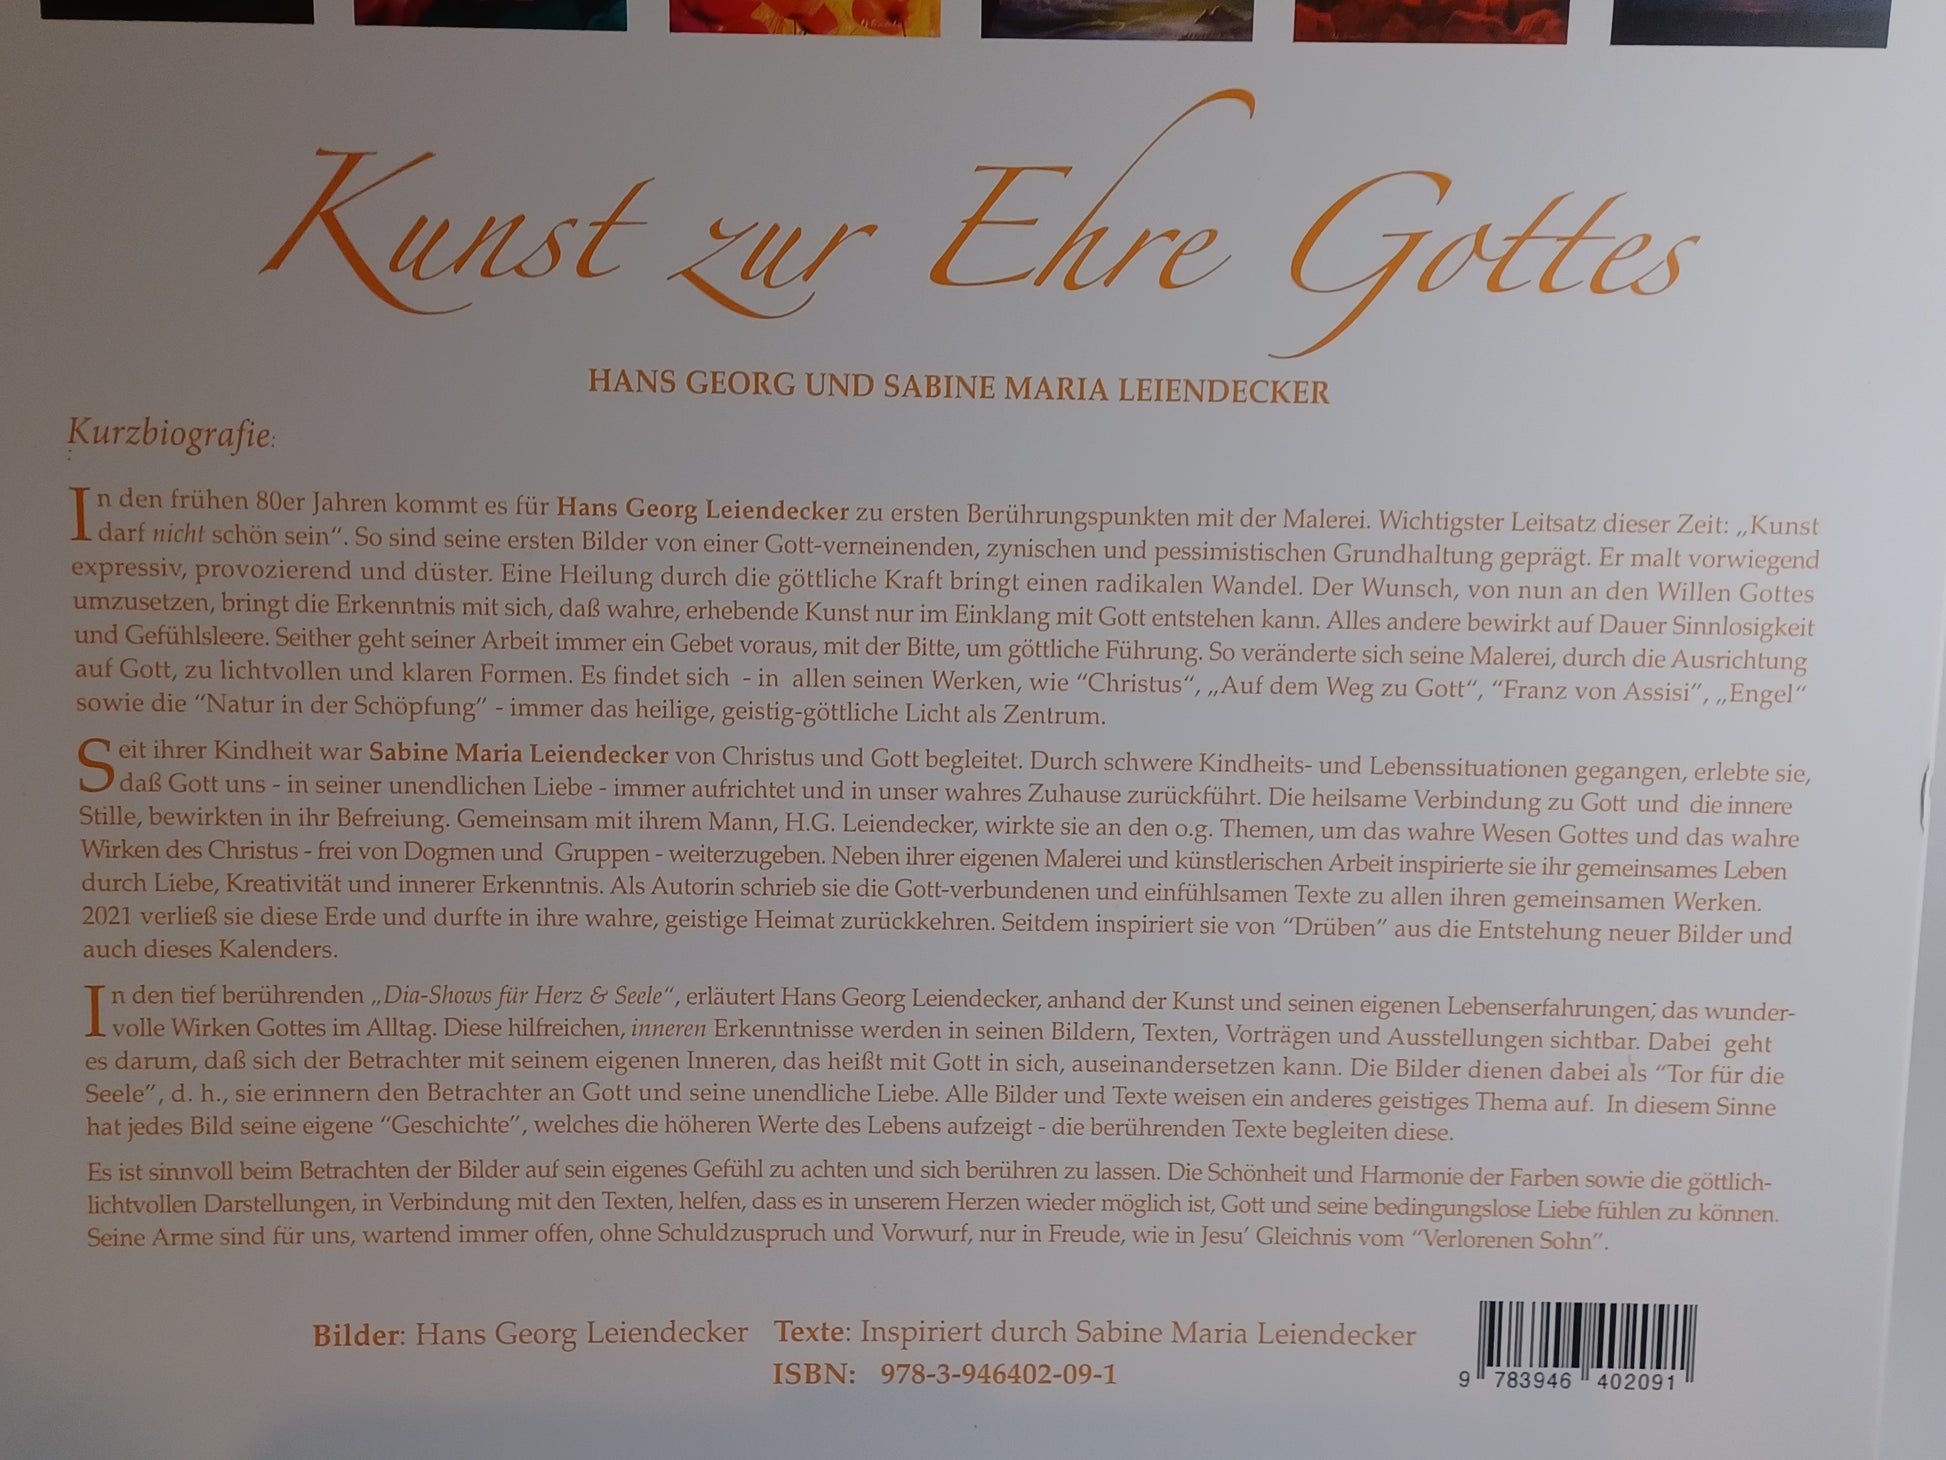 Kunst zur Ehre Gottes
HANS GEORG UND SABINE MARIA LEIENDECKER
Kurzbiografie:
In den frühen 80er Jahren kommt es für Hans Georg Leiendecker zu ersten Berührungspunkten mit der Malerei. Wichtigster Leitsatz dieser Zeit: „Kunst
darf nicht schön sein“. So sind seine ersten Bilder von einer Gott-verneinenden, zynischen und pessimistischen Grundhaltung geprägt. Er malt vorwiegend
expressiv, provozierend und düster. Eine Heilung durch die göttliche Kraft bringt einen radikalen Wandel. Der Wunsch, von nun an den Willen Gottes
umzusetzen, bringt die Erkenntnis mit sich, daß wahre, erhebende Kunst nur im Einklang mit Gott entstehen kann. Alles andere bewirkt auf Dauer Sinnlosigkeit
und Gefühlsleere. Seither geht seiner Arbeit immer ein Gebet voraus, mit der Bitte, um göttliche Führung. So veränderte sich seine Malerei, durch die Ausrichtung
auf Gott, zu lichtvollen und klaren Formen. Es findet sich - in allen seinen Werken, wie “Christus“, „Auf dem Weg zu Gott“, “Franz von Assisi”, „Engel“
sowie die “Natur in der Schöpfung” - immer das heilige, geistig-göttliche Licht als Zentrum.
Seit ihrer Kindheit war Sabine Maria Leiendecker von Christus und Gott begleitet. Durch schwere Kindheits- und Lebenssituationen gegangen, erlebte sie,
daß Gott uns - in seiner unendlichen Liebe - immer aufrichtet und in unser wahres Zuhause zurückführt. Die heilsame Verbindung zu Gott und die innere
Stille, bewirkten in ihr Befreiung. Gemeinsam mit ihrem Mann, H.G. Leiendecker, wirkte sie an den o.g. Themen, um das wahre Wesen Gottes und das wahre
Wirken des Christus - frei von Dogmen und Gruppen - weiterzugeben. Neben ihrer eigenen Malerei und künstlerischen Arbeit inspirierte sie ihr gemeinsames Leben
durch Liebe, Kreativität und innerer Erkenntnis. Als Autorin schrieb sie die Gott-verbundenen und einfühlsamen Texte zu allen ihren gemeinsamen Werken.
2021 verließ sie diese Erde und durfte in ihre wahre, geistige Heimat zurückkehren. Seitdem inspiriert sie von “Drüben” aus die Entstehung neuer Bilder und
auch dieses Kalenders.
In den tief berührenden „Dia-Shows für Herz & Seele“, erläutert Hans Georg Leiendecker, anhand der Kunst und seinen eigenen Lebenserfahrungen; das wunder-
volle Wirken Gottes im Alltag. Diese hilfreichen, inneren Erkenntnisse werden in seinen Bildern, Texten, Vorträgen und Ausstellungen sichtbar. Dabei geht
es darum, daß sich der Betrachter mit seinem eigenen Inneren, das heißt mit Gott in sich, auseinandersetzen kann. Die Bilder dienen dabei als “Tor für die
Seele”, d. h., sie erinnern den Betrachter an Gott und seine unendliche Liebe. Alle Bilder und Texte weisen ein anderes geistiges Thema auf. In diesem Sinne
hat jedes Bild seine eigene “Geschichte”, welches die höheren Werte des Lebens aufzeigt - die berührenden Texte begleiten diese.
Es ist sinnvoll beim Betrachten der Bilder auf sein eigenes Gefühl zu achten und sich berühren zu lassen. Die Schönheit und Harmonie der Farben sowie die göttlich-
lichtvollen Darstellungen, in Verbindung mit den Texten, helfen, dass es in unserem Herzen wieder möglich ist, Gott und seine bedingungslose Liebe fühlen zu können.
Seine Arme sind für uns, wartend immer offen, ohne Schuldzuspruch und Vorwurf, nur in Freude, wie in Jesu’ Gleichnis vom “Verlorenen Sohn”.
Bilder: Hans Georg Leiendecker Texte: Inspiriert durch Sabine Maria Leiendecker
ISBN: 978-3-946402-09-1
9 783946 402091